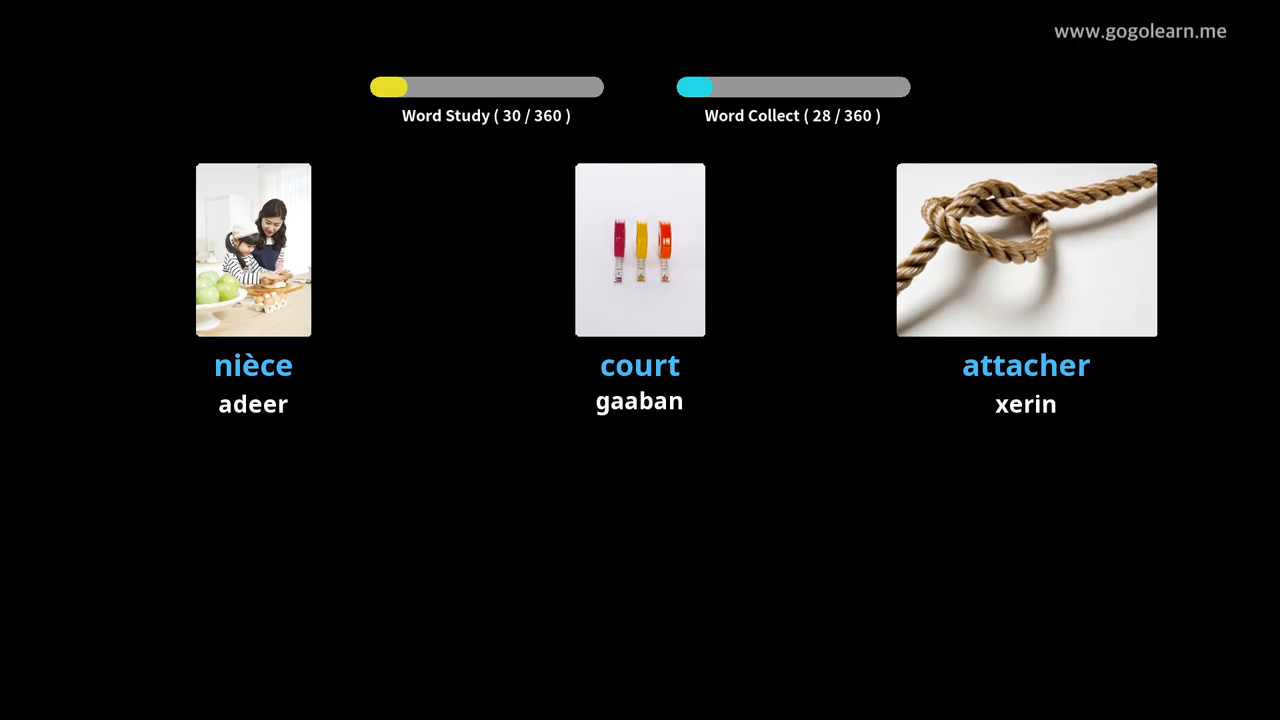 www.gogolearn.me
Word Study ( 30 / 360 )
Word Collect ( 28 / 360 )
nièce
court
attacher
adeer
gaaban
xerin